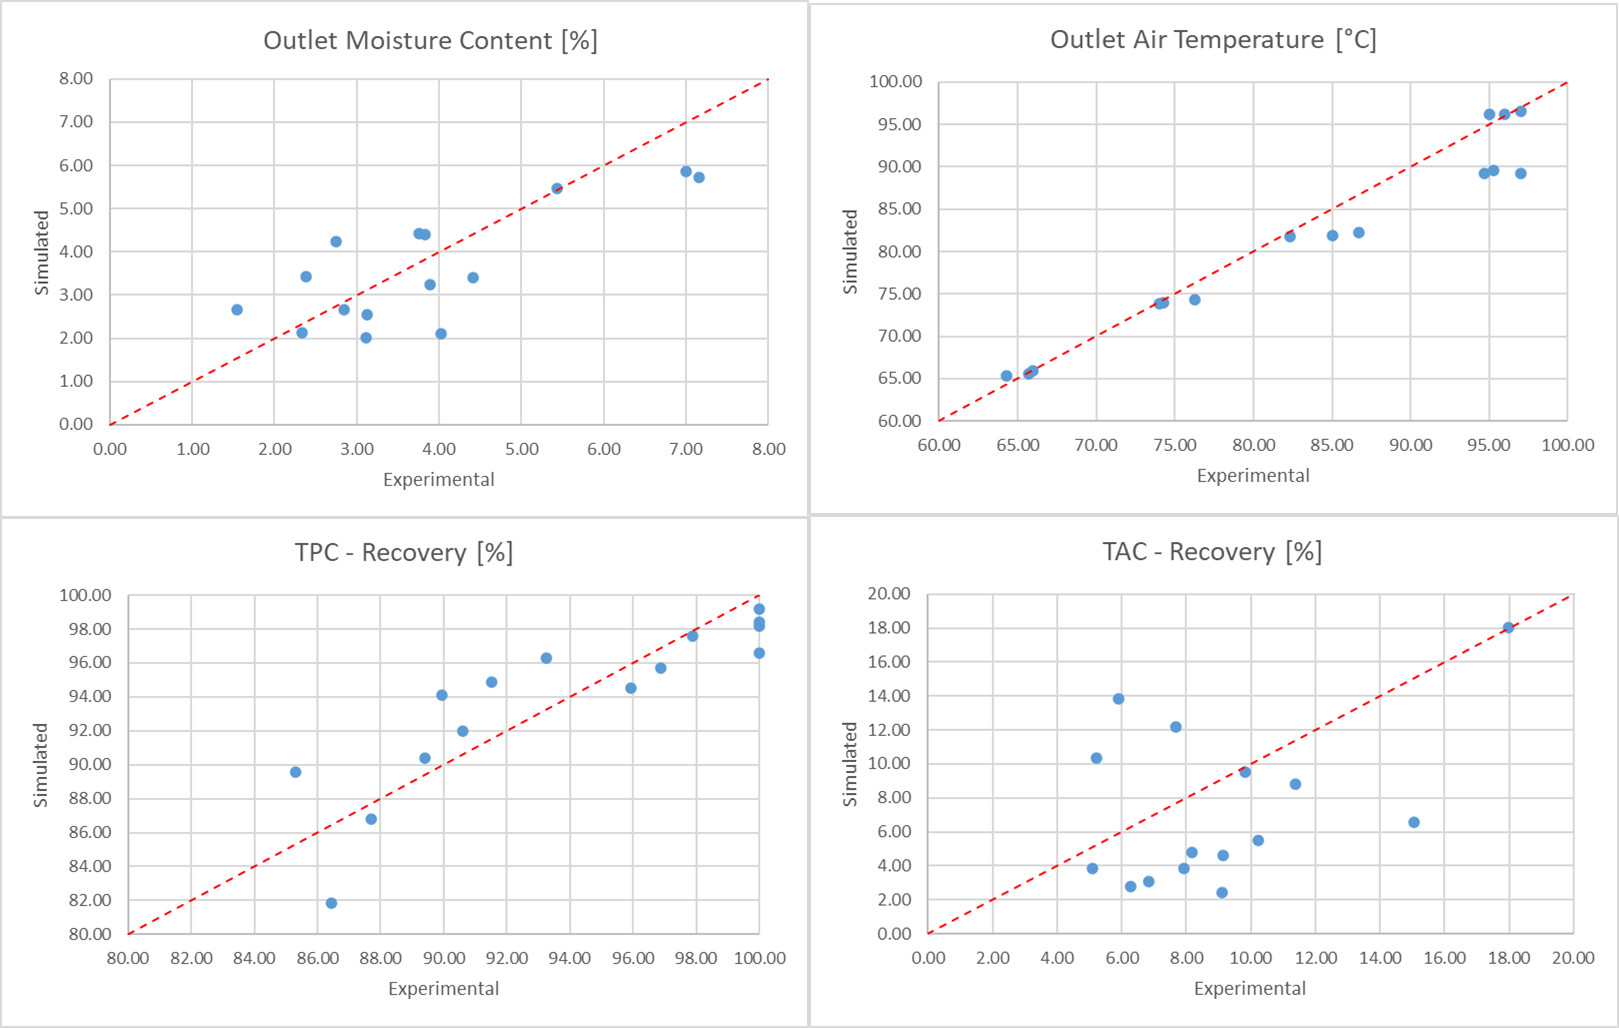 Outlet Moisture Content [%]
8.00
7.00
6.00
5.00
4.00
3.00
2.00
1.00
0.00
Simulated
0.00 1.00 2.00 3.00 4.00 5.00 6.00 7.00 8.00
Experimental
Outlet Air Temperature [°C]
100.00
95.00
90.00
85.00
80.00
75.00
70.00
65.00
60.00
Simulated
60.00 65.00 70.00 75.00 80.00 85.00 90.00 95.00 100.00
Experimental
TPC - Recovery [%]
100.00
98.00
96.00
94.00
92.00
90.00
88.00
86.00
84.00
82.00
80.00
Simulated
80.00 82.00 84.00 86.00 88.00 90.00 92.00 94.00 96.00 98.00 100.00
Experimental
TAC - Recovery [%]
20.00
18.00
16.00
14.00
12.00
10.00
8.00
6.00
4.00
2.00
0.00
Simulated
0.00 2.00 4.00 6.00 8.00 10.00 12.00 14.00 16.00 18.00 20.00
Experimental